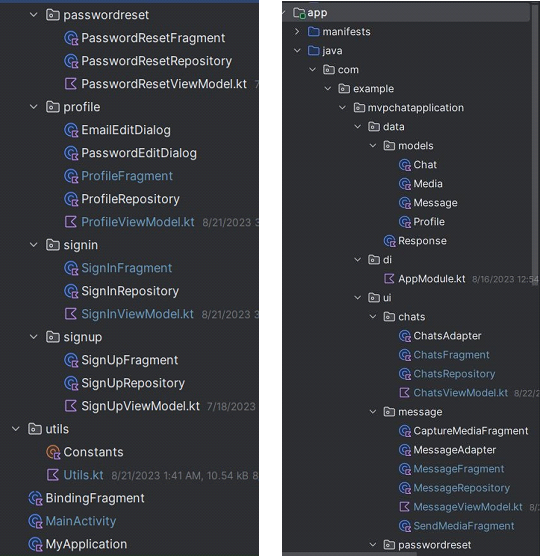 passwordreset
PasswordResetFragment
PasswordResetRepository
PasswordResetViewModel.kt 7
profile
EmailEditDialog
PasswordEditDialog
ProfileFragment
ProfileRepository
ProfileViewModel.kt 8/21/2023 3
signin
SignInFragment
SignInRepository
SignInViewModel.kt 8/21/2023 3
signup
SignUpFragment
SignUpRepository
SignUpViewModel.kt 7/18/2023
utils
Constants
Utils.kt 8/21/2023 1:41 AM, 10.54 kB 8
BindingFragment
MainActivity
MyApplication
app
manifests
java
com
example
mvpchatapplication
data
models
Chat
Media
Message
Profile
Response
di
AppModule.kt 8/16/2023 12:54
ui
chats
ChatsAdapter
ChatsFragment
ChatsRepository
ChatsViewModel.kt 8/22/2
message
CaptureMediaFragment
MessageAdapter
MessageFragment
MessageRepository
MessageViewModel.kt 8/
SendMediaFragment
passwordreset